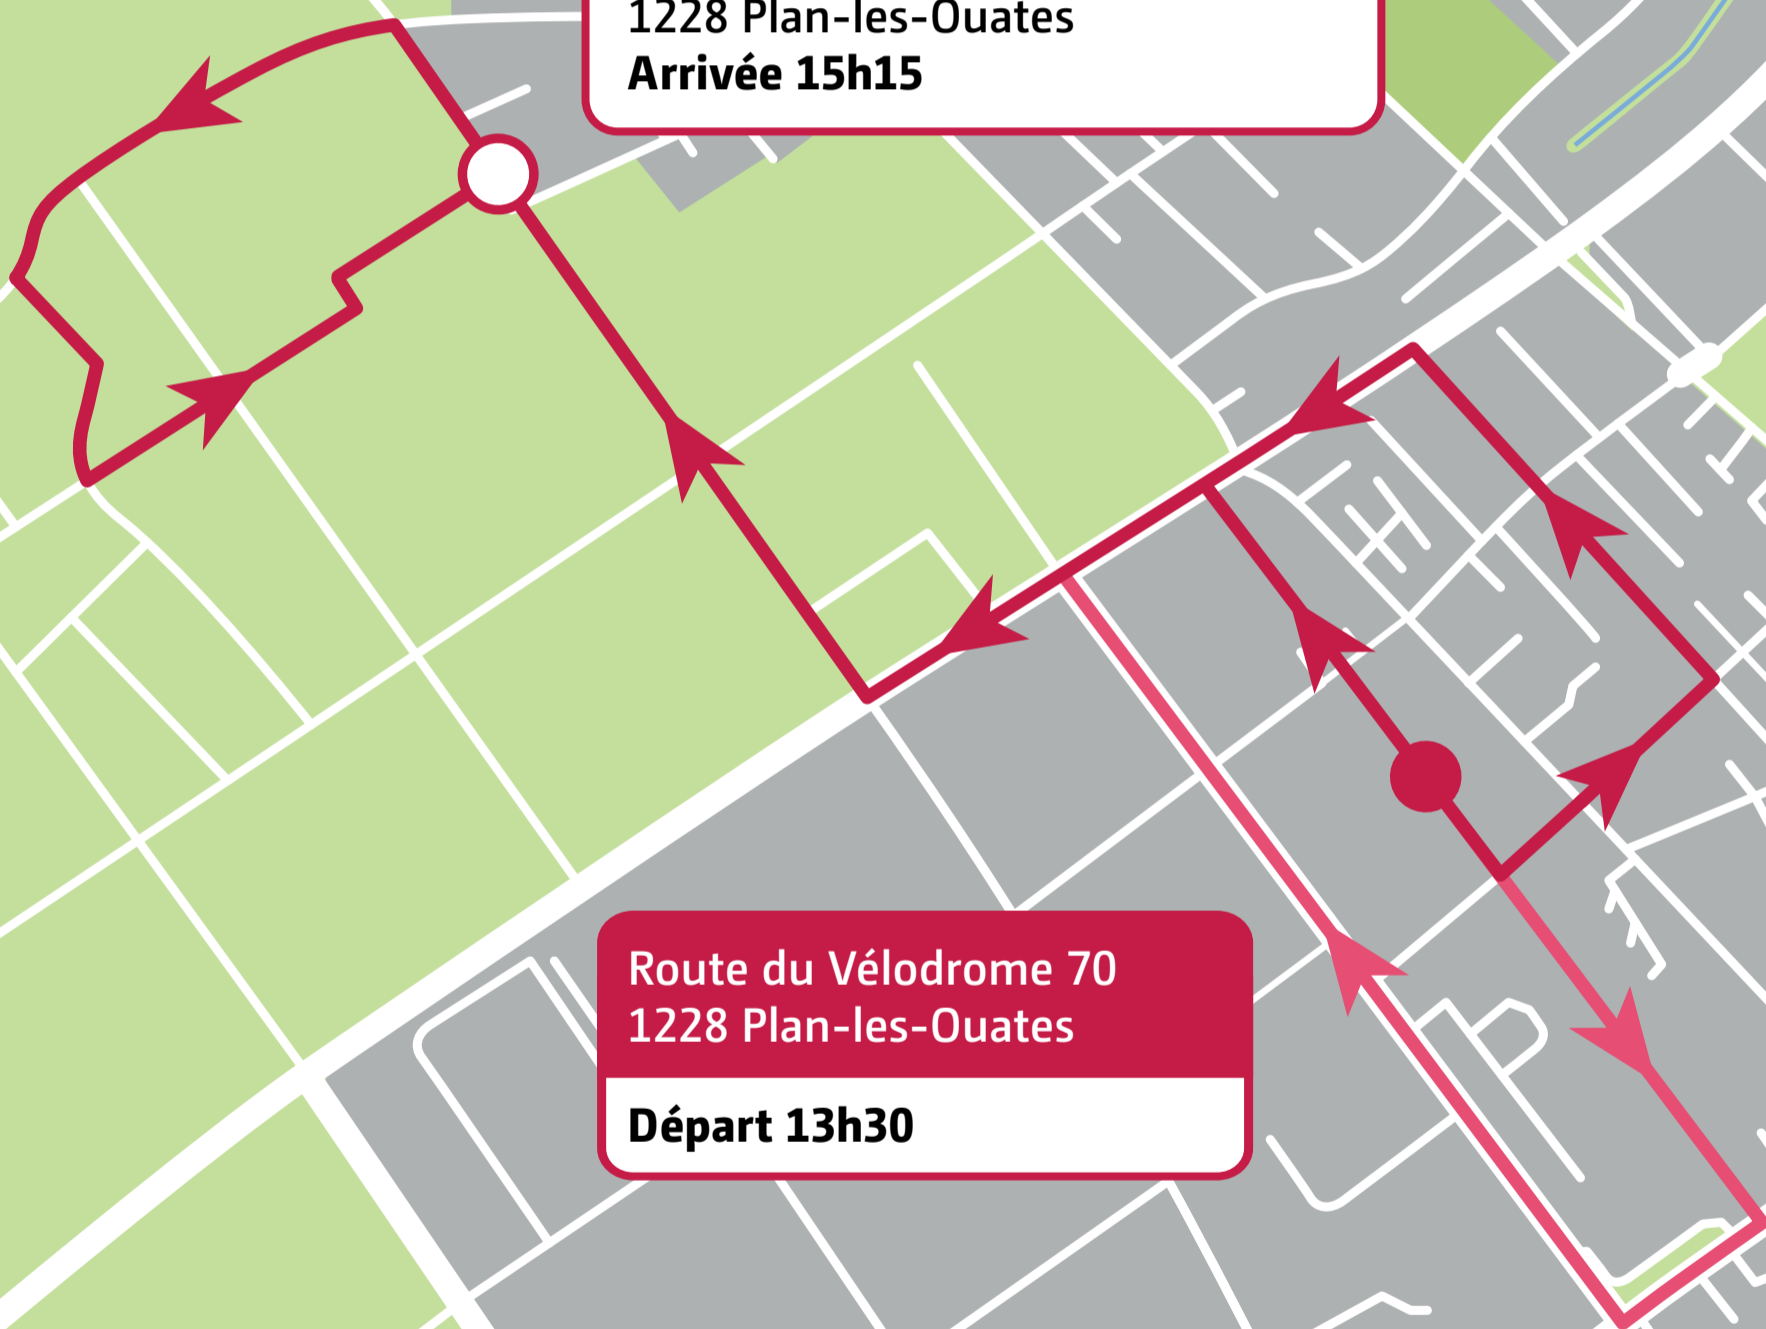 1228 Plan-les-Ouates
Arrivée 15h15
Route du Vélodrome 70
1228 Plan-les-Ouates
Départ 13h30